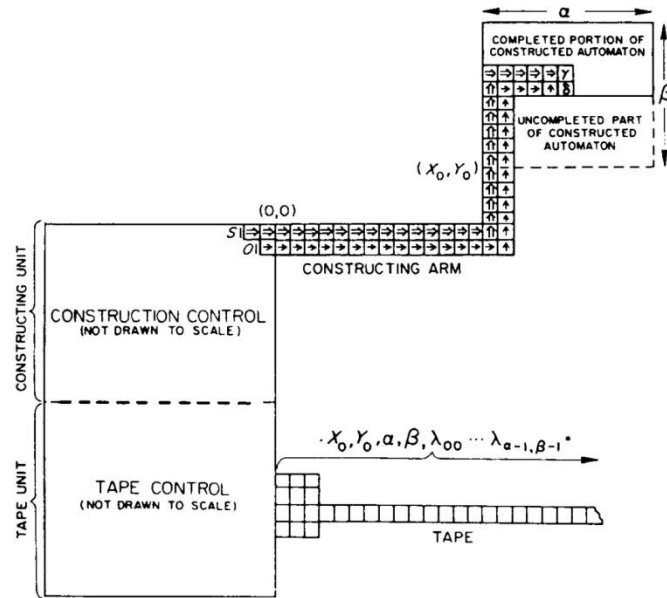 α
COMPLETED PORTION OF
CONSTRUCTED AUTOMATON
γ
δ
β
UNCOMPLETED PART
OF CONSTRUCTED
AUTOMATON
(X₀, Y₀)
(0,0)
SI
OI
CONSTRUCTING ARM
CONSTRUCTING UNIT
CONSTRUCTION CONTROL
(NOT DRAWN TO SCALE)
. X₀, Y₀, α, β, λ₀₀ ··· λα-1,β-1*
TAPE UNIT
TAPE CONTROL
(NOT DRAWN TO SCALE)
TAPE